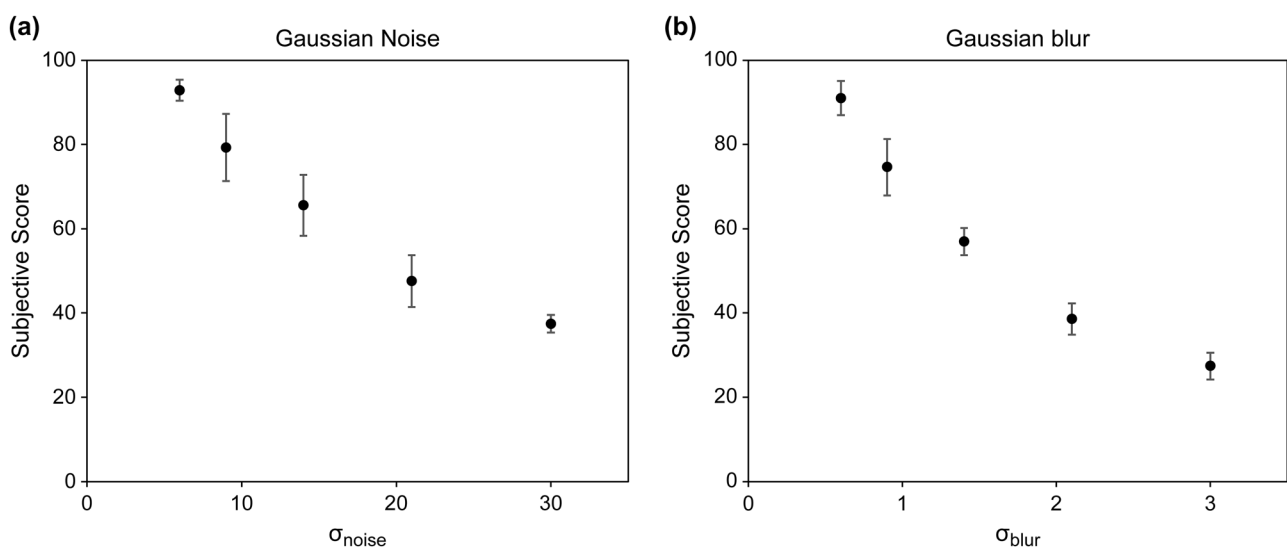 (a)
Gaussian Noise
100
80
60
40
20
0
Subjective Score
0 10 20 30
σnoise
(b)
Gaussian blur
100
80
60
40
20
0
Subjective Score
0 1 2 3
σblur